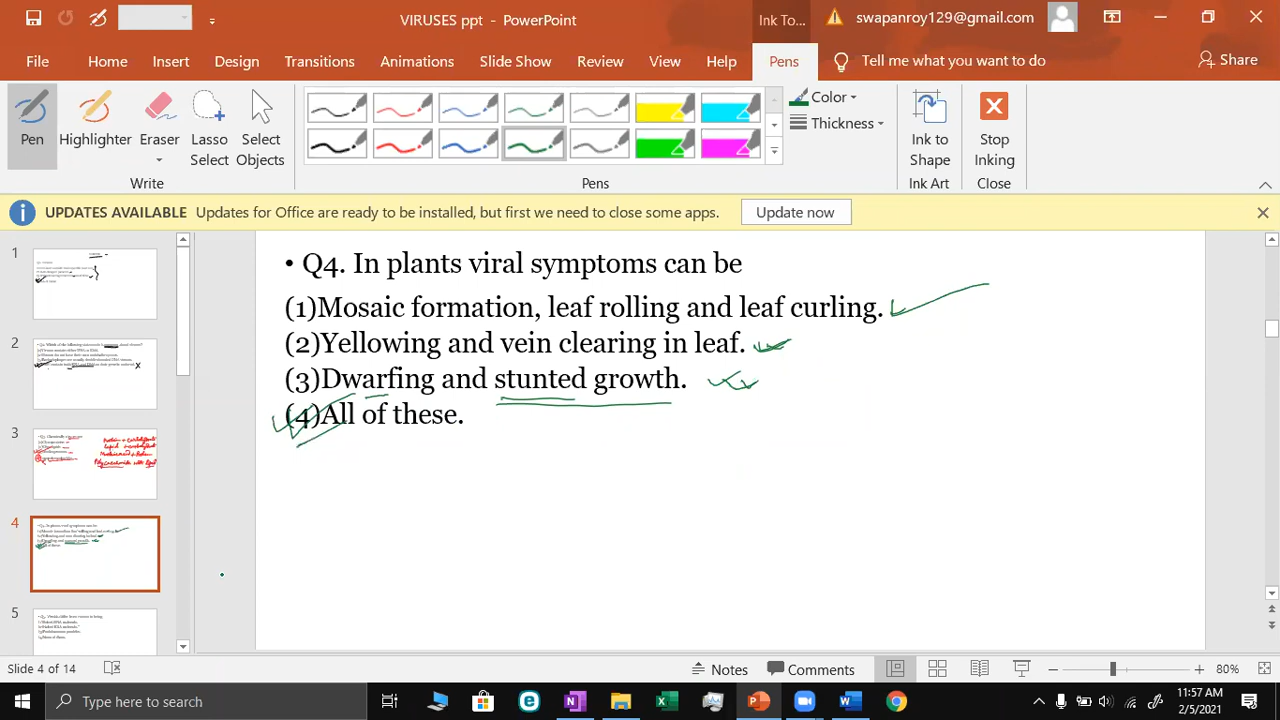 VIRUSES ppt - PowerPoint
Ink To...
swapanroy129@gmail.com
File Home Insert Design Transitions Animations Slide Show Review View Help Pens Tell me what you want to do Share
Pen Highlighter Eraser Lasso Select Select Objects
Color
Thickness
Ink to Shape Stop Inking
Write Pens Ink Art Close
UPDATES AVAILABLE Updates for Office are ready to be installed, but first we need to close some apps. Update now
1
2
3
4
5
• Q4. In plants viral symptoms can be
(1)Mosaic formation, leaf rolling and leaf curling.
(2)Yellowing and vein clearing in leaf.
(3)Dwarfing and stunted growth.
(4)All of these.
Slide 4 of 14 Notes Comments 80%
Type here to search
11:57 AM
2/5/2021